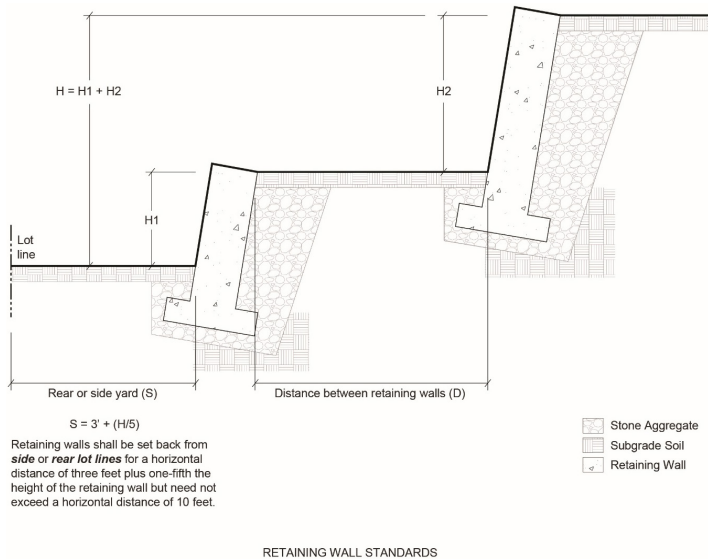 H = H1 + H2
H2
H1
Lot
line
Rear or side yard (S)
Distance between retaining walls (D)
S = 3' + (H/5)
Retaining walls shall be set back from
side or rear lot lines for a horizontal
distance of three feet plus one-fifth the
height of the retaining wall but need not
exceed a horizontal distance of 10 feet.
Stone Aggregate
Subgrade Soil
Retaining Wall
RETAINING WALL STANDARDS